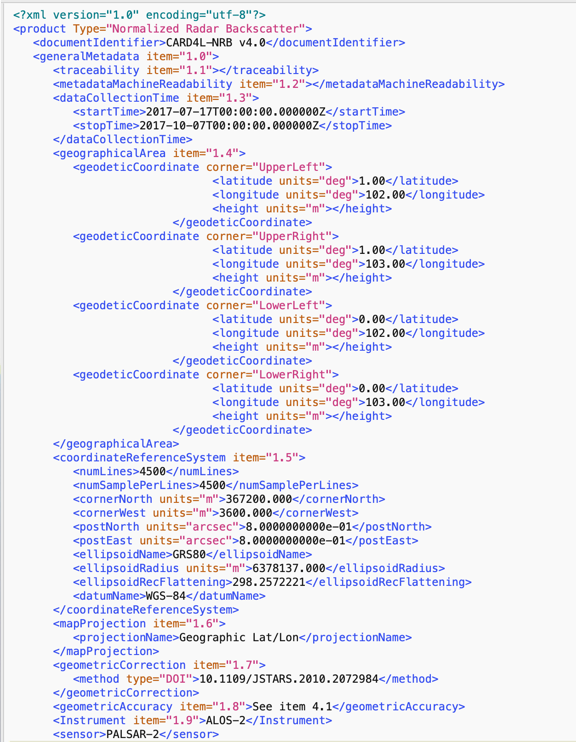 <?xml version="1.0" encoding="utf-8"?>
<product Type="Normalized Radar Backscatter">
<documentIdentifier>CARD4L-NRB v4.0</documentIdentifier>
<generalMetadata item="1.0">
<traceability item="1.1"></traceability>
<metadataMachineReadability item="1.2"></metadataMachineReadability>
<dataCollectionTime item="1.3">
<startTime>2017-07-17T00:00:00.000000Z</startTime>
<stopTime>2017-10-07T00:00:00.000000Z</stopTime>
</dataCollectionTime>
<geographicalArea item="1.4">
<geodeticCoordinate corner="UpperLeft">
<latitude units="deg">1.00</latitude>
<longitude units="deg">102.00</longitude>
<height units="m"></height>
</geodeticCoordinate>
<geodeticCoordinate corner="UpperRight">
<latitude units="deg">1.00</latitude>
<longitude units="deg">103.00</longitude>
<height units="m"></height>
</geodeticCoordinate>
<geodeticCoordinate corner="LowerLeft">
<latitude units="deg">0.00</latitude>
<longitude units="deg">102.00</longitude>
<height units="m"></height>
</geodeticCoordinate>
<geodeticCoordinate corner="LowerRight">
<latitude units="deg">0.00</latitude>
<longitude units="deg">103.00</longitude>
<height units="m"></height>
</geodeticCoordinate>
</geographicalArea>
<coordinateReferenceSystem item="1.5">
<numLines>4500</numLines>
<numSamplePerLines>4500</numSamplePerLines>
<cornerNorth units="m">367200.000</cornerNorth>
<cornerWest units="m">3600.000</cornerWest>
<postNorth units="arcsec">8.0000000000e-01</postNorth>
<postEast units="arcsec">8.0000000000e-01</postEast>
<ellipsoidName>GRS80</ellipsoidName>
<ellipsoidRadius units="m">6378137.000</ellipsoidRadius>
<ellipsoidRecFlattening>298.2572221</ellipsoidRecFlattening>
<datumName>WGS-84</datumName>
</coordinateReferenceSystem>
<mapProjection item="1.6">
<projectionName>Geographic Lat/Lon</projectionName>
</mapProjection>
<geometricCorrection item="1.7">
<method type="DOI">10.1109/JSTARS.2010.2072984</method>
</geometricCorrection>
<geometricAccuracy item="1.8">See item 4.1</geometricAccuracy>
<Instrument item="1.9">ALOS-2</Instrument>
<sensor>PALSAR-2</sensor>